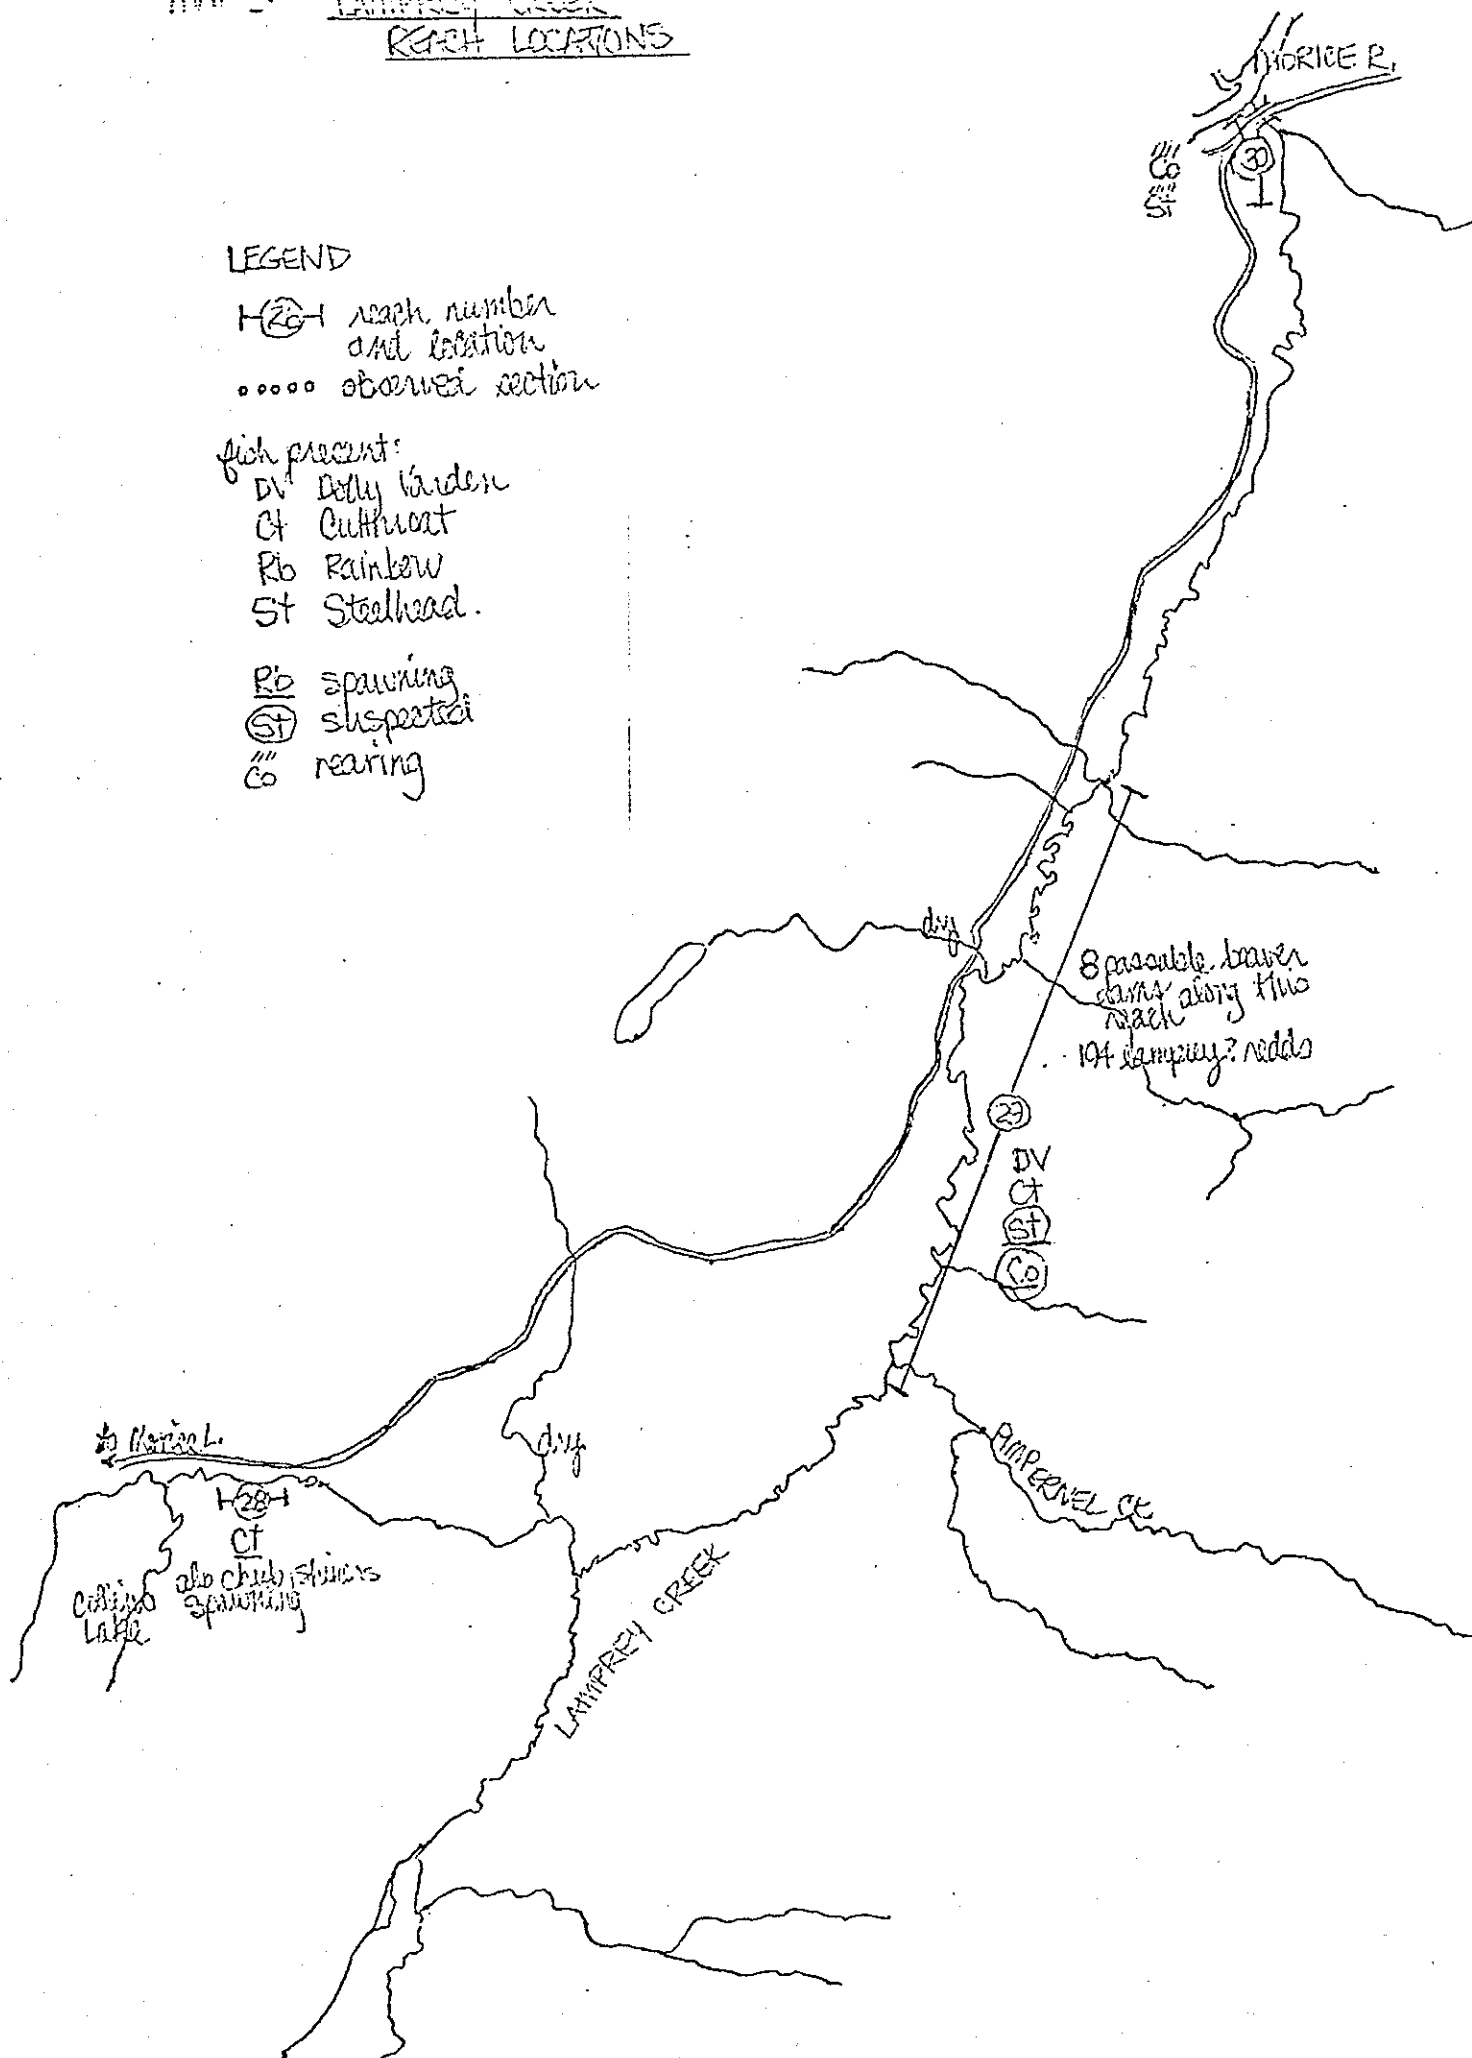 LAMPREY CREEK
REACH LOCATIONS
MORICE R.
30
Co
St
LEGEND
26 reach number
and location
observed section
fish present:
DV Dolly Varden
Ct Cutthroat
Rb Rainbow
St Steelhead.
Rb spawning
St suspected
Co rearing
dry
8 passable beaver
dams along this
reach
194 lamprey? redds
DV
Ct
St
Co
to Morice L.
dry
28
Ct
also chub, shiners
spawning
Collins
Lake
PIMPERNEL CK
LAMPREY CREEK